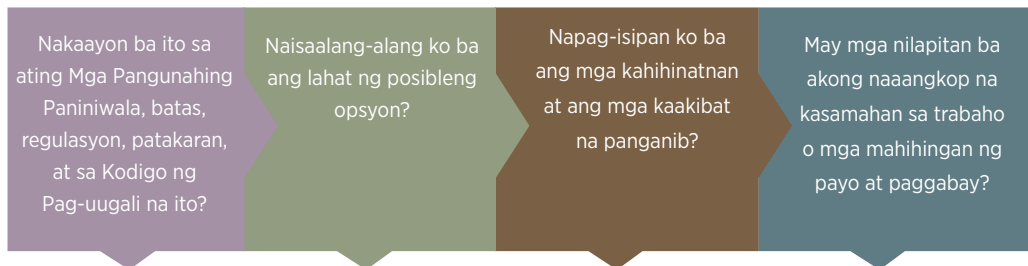 Nakaayon ba ito sa
ating Mga Pangunahing
Paniniwala, batas,
regulasyon, patakaran,
at sa Kodigo ng
Pag-uugali na ito?
Naisaalang-alang ko ba
ang lahat ng posibleng
opsyon?
Napag-isipan ko ba
ang mga kahihinatnan
at ang mga kaakibat
na panganib?
May mga nilapitan ba
akong naaangkop na
kasamahan sa trabaho
o mga mahihingan ng
payo at paggabay?